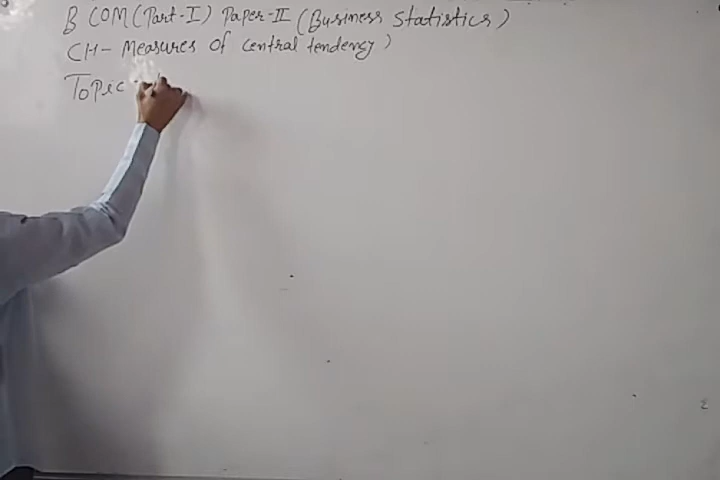 B COM (Part-I) Paper-II (Business Statistics)
CH- Measures of Central tendency)
Topic